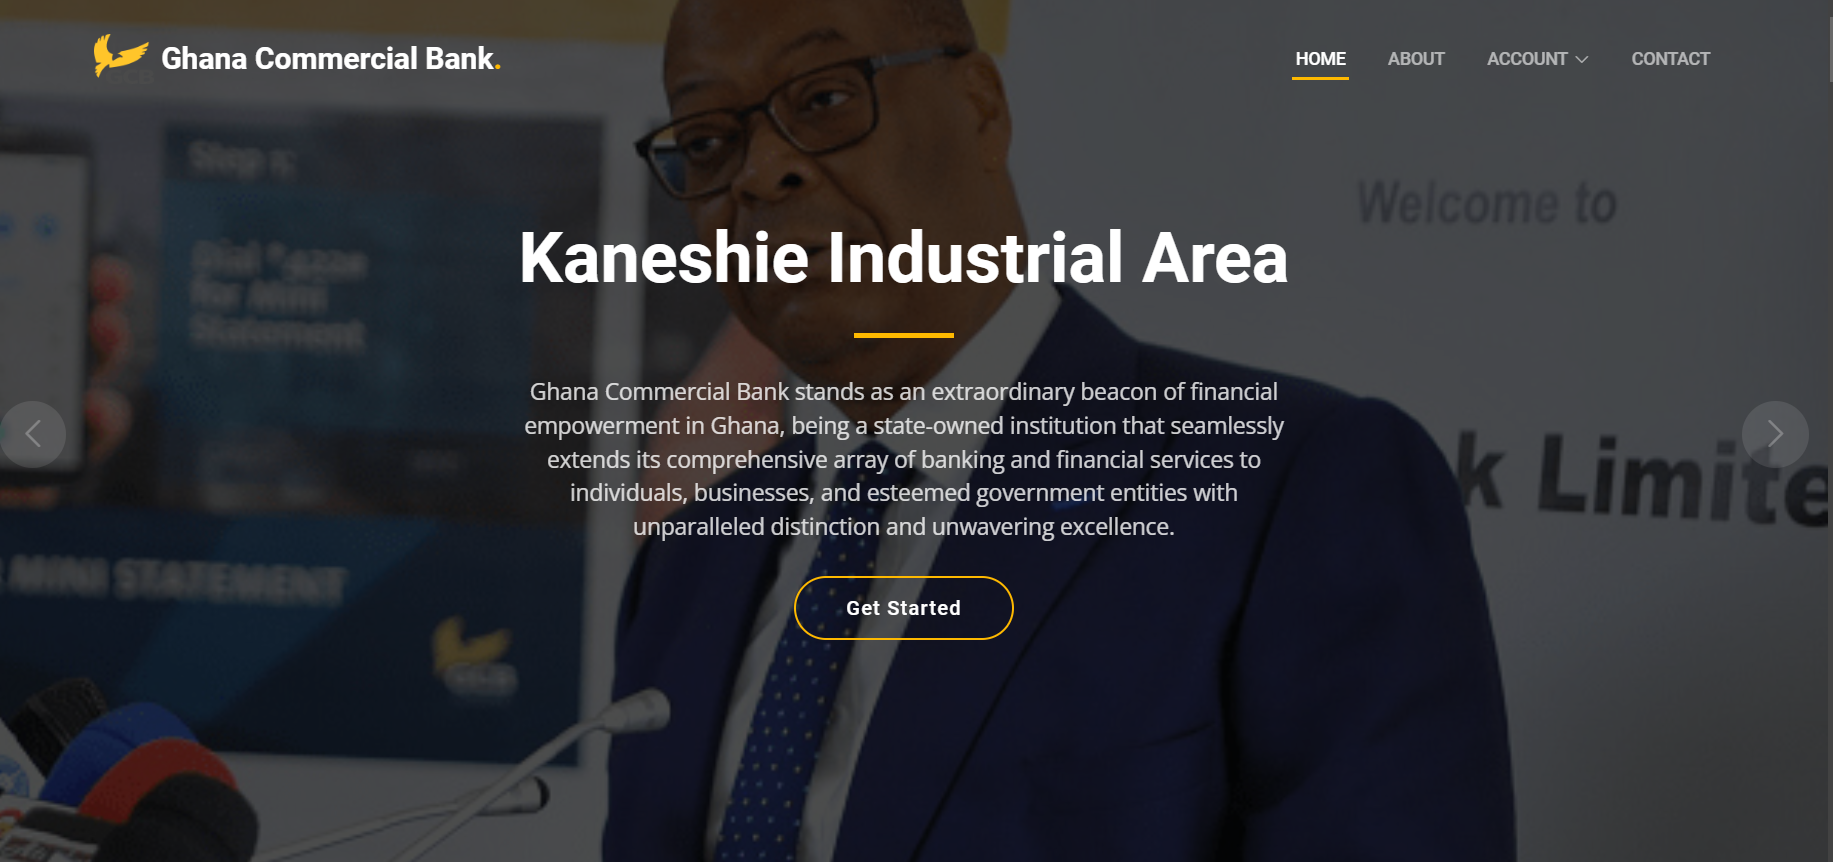 Ghana Commercial Bank.
HOME
ABOUT
ACCOUNT
CONTACT
Step 1:
Welcome to
Dial *422#
for Mini
Statement
Kaneshie Industrial Area
Ghana Commercial Bank stands as an extraordinary beacon of financial
empowerment in Ghana, being a state-owned institution that seamlessly
extends its comprehensive array of banking and financial services to
individuals, businesses, and esteemed government entities with
unparalleled distinction and unwavering excellence.
k Limite
MINI STATEMENT
Get Started
GCB